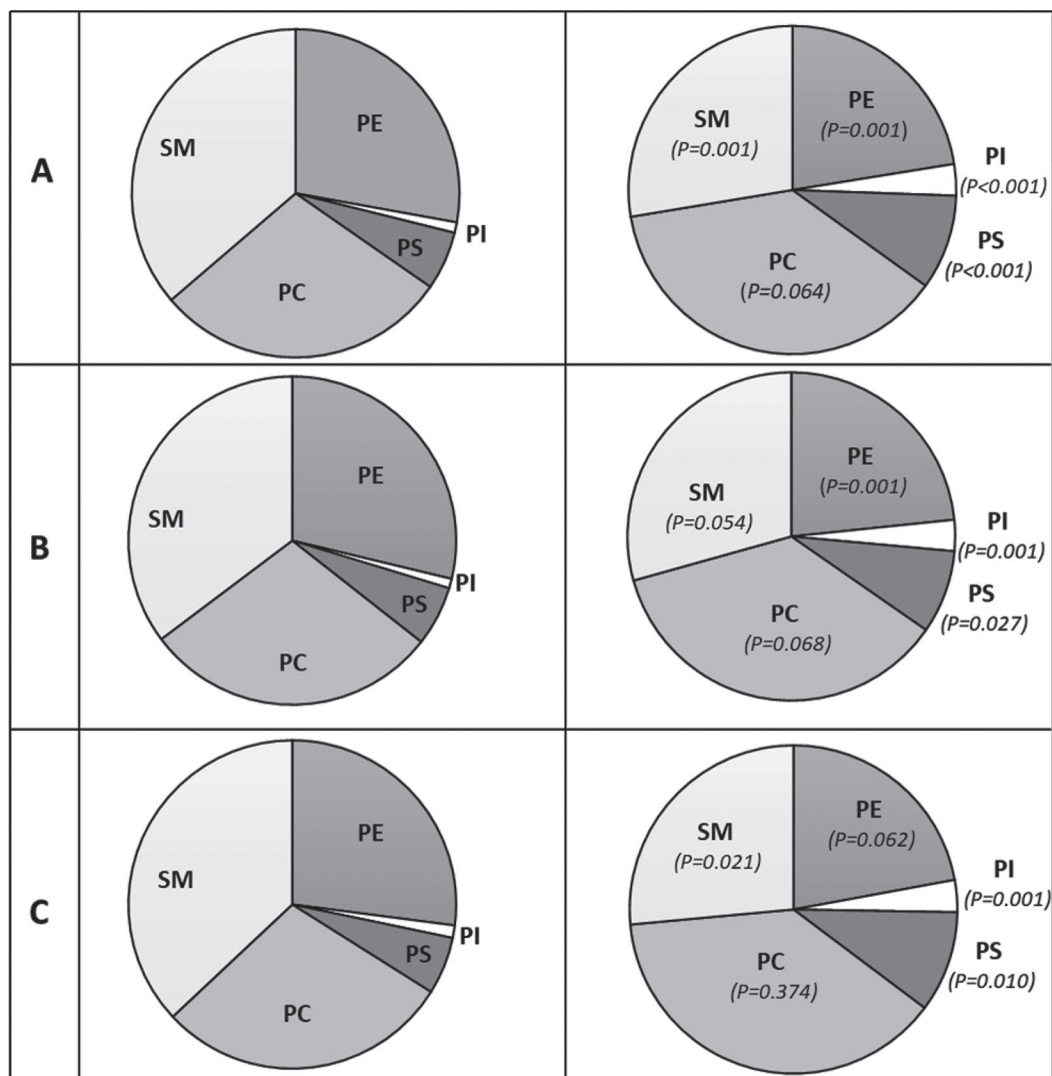 A
SM
PE
PI
PS
PC
SM
(P=0.001)
PE
(P=0.001)
PI
(P<0.001)
PS
(P<0.001)
PC
(P=0.064)
B
SM
PE
PI
PS
PC
SM
(P=0.054)
PE
(P=0.001)
PI
(P=0.001)
PS
(P=0.027)
PC
(P=0.068)
C
SM
PE
PI
PS
PC
SM
(P=0.021)
PE
(P=0.062)
PI
(P=0.001)
PS
(P=0.010)
PC
(P=0.374)